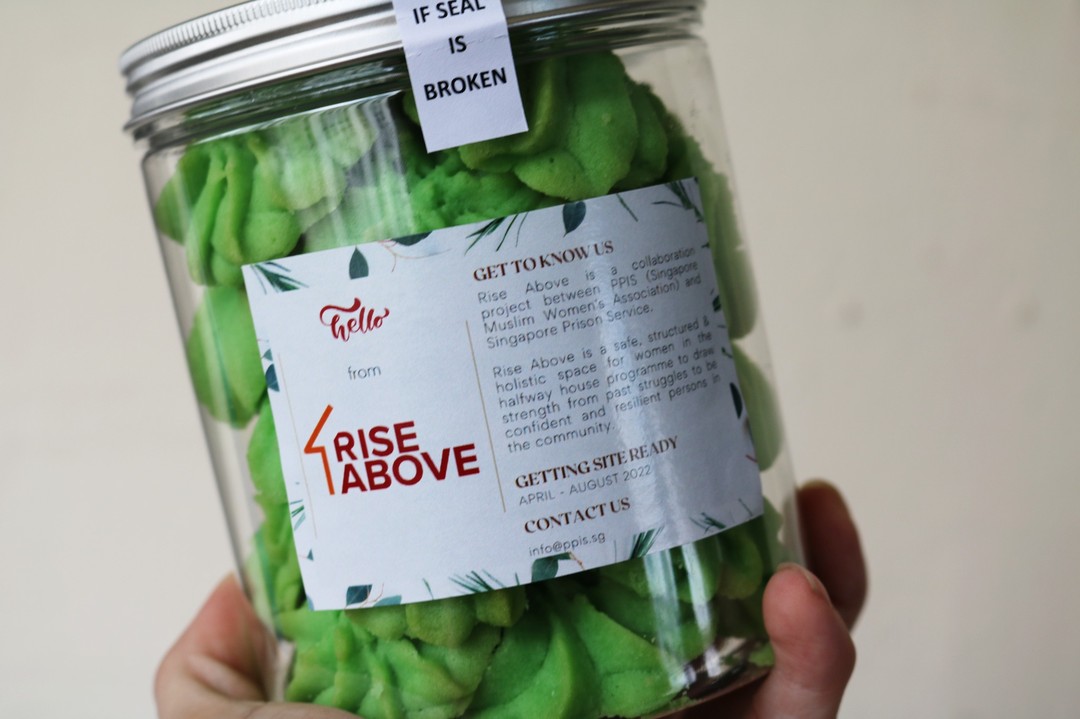 IF SEAL
IS
BROKEN
hello
from
RISE
ABOVE
GET TO KNOW US
Rise Above is a collaboration
project between PPIS (Singapore
Muslim Women's Association) and
Singapore Prison Service.
Rise Above is a safe, structured &
holistic space for women in the
halfway house programme to draw
strength from past struggles to be
confident and resilient persons in
the community.
GETTING SITE READY
APRIL - AUGUST 2022
CONTACT US
info@ppis.sg